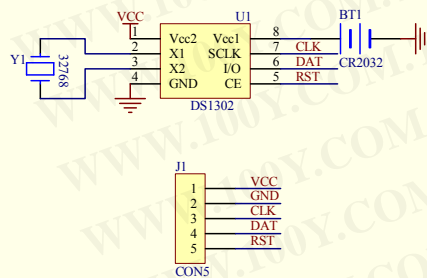 VCC
U1
BT1
1 Vcc2 Vcc1 8
Y1 32768 2 X1 SCLK 7 CLK
3 X2 I/O 6 DAT
4 GND CE 5 RST
CR2032
DS1302
J1
1 VCC
2 GND
3 CLK
4 DAT
5 RST
CON5
WWW.100Y.COM